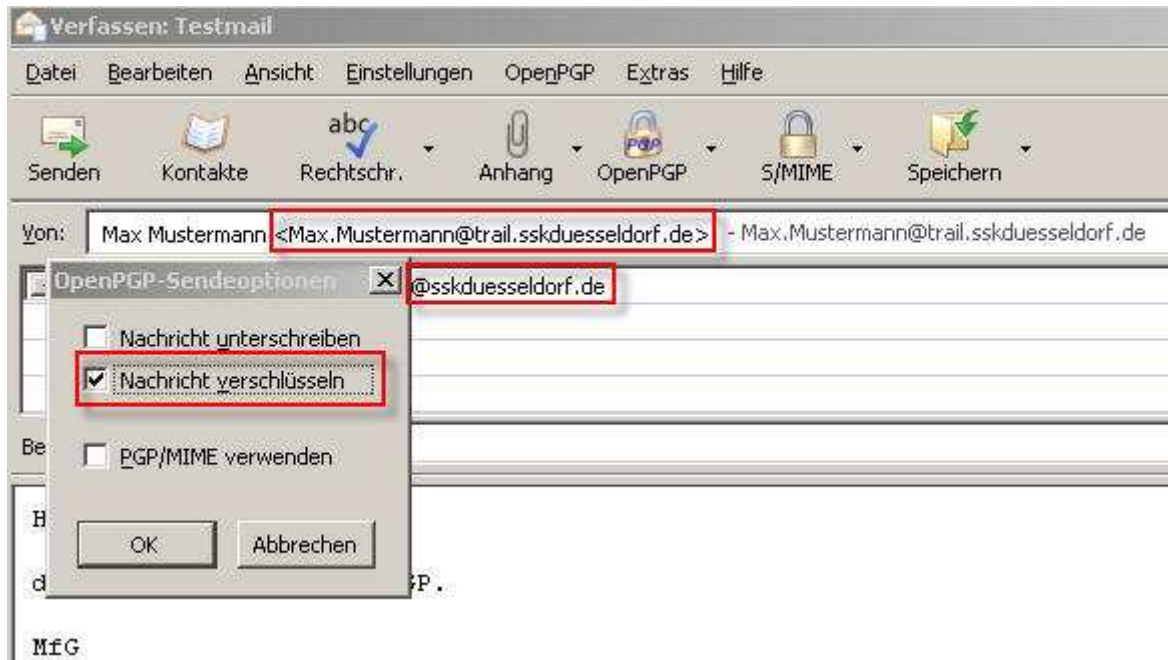 Verfassen: Testmail
Datei Bearbeiten Ansicht Einstellungen OpenPGP Extras Hilfe
abc
PGP
Senden Kontakte Rechtschr. Anhang OpenPGP S/MIME Speichern
Von: Max Mustermann <Max.Mustermann@trail.sskduesseldorf.de> - Max.Mustermann@trail.sskduesseldorf.de
OpenPGP-Sendeoptionen
@sskduesseldorf.de
Nachricht unterschreiben
Nachricht verschlüsseln
Be
PGP/MIME verwenden
H
OK Abbrechen
d
P.
MfG